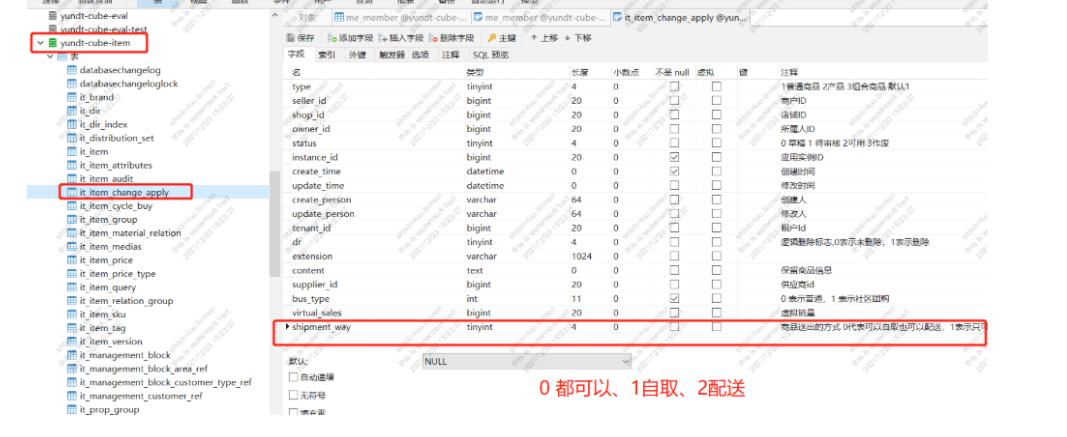 yundt-cube-eval
yundt-cube-eval-test
yundt-cube-item
表
databasechangelog
databasechangeloglock
it_brand
it_dir
it_dir_index
it_distribution_set
it_item
it_item_attributes
it_item_audit
it_item_change_apply
it_item_cycle_buy
it_item_group
it_item_material_relation
it_item_medias
it_item_price
it_item_price_type
it_item_query
it_item_relation_group
it_item_sku
it_item_tag
it_item_version
it_management_block
it_management_block_area_ref
it_management_block_customer_type_ref
it_management_customer_ref
it_prop_group
对象 me_member @yundt-cube-... me_member @yundt-cube-... it_item_change_apply @yun...
保存 添加字段 插入字段 删除字段 主键 上移 下移
字段 索引 外键 触发器 选项 注释 SQL 预览
名 类型 长度 小数点 不是 null 虚拟 键 注释
type tinyint 4 0 1普通商品 2产品 3组合商品 默认1
seller_id bigint 20 0 商户ID
shop_id bigint 20 0 店铺ID
owner_id bigint 20 0 所属人ID
status tinyint 4 0 0 草稿 1 待审核 2可用 3作废
instance_id bigint 20 0 应用实例ID
create_time datetime 0 0 创建时间
update_time datetime 0 0 修改时间
create_person varchar 64 0 创建人
update_person varchar 64 0 修改人
tenant_id bigint 20 0 租户Id
dr tinyint 4 0 逻辑删除标志,0表示未删除，1表示删除
extension varchar 1024 0
content text 0 0 保留商品信息
supplier_id bigint 20 0 供应商id
bus_type int 11 0 0 表示普通，1 表示社区团购
virtual_sales bigint 20 0 虚拟销量
shipment_way tinyint 4 0 商品送出的方式 0代表可以自取也可以配送，1表示只可
默认: NULL
自动递增
无符号
填充零
0 都可以、1自取、2配送